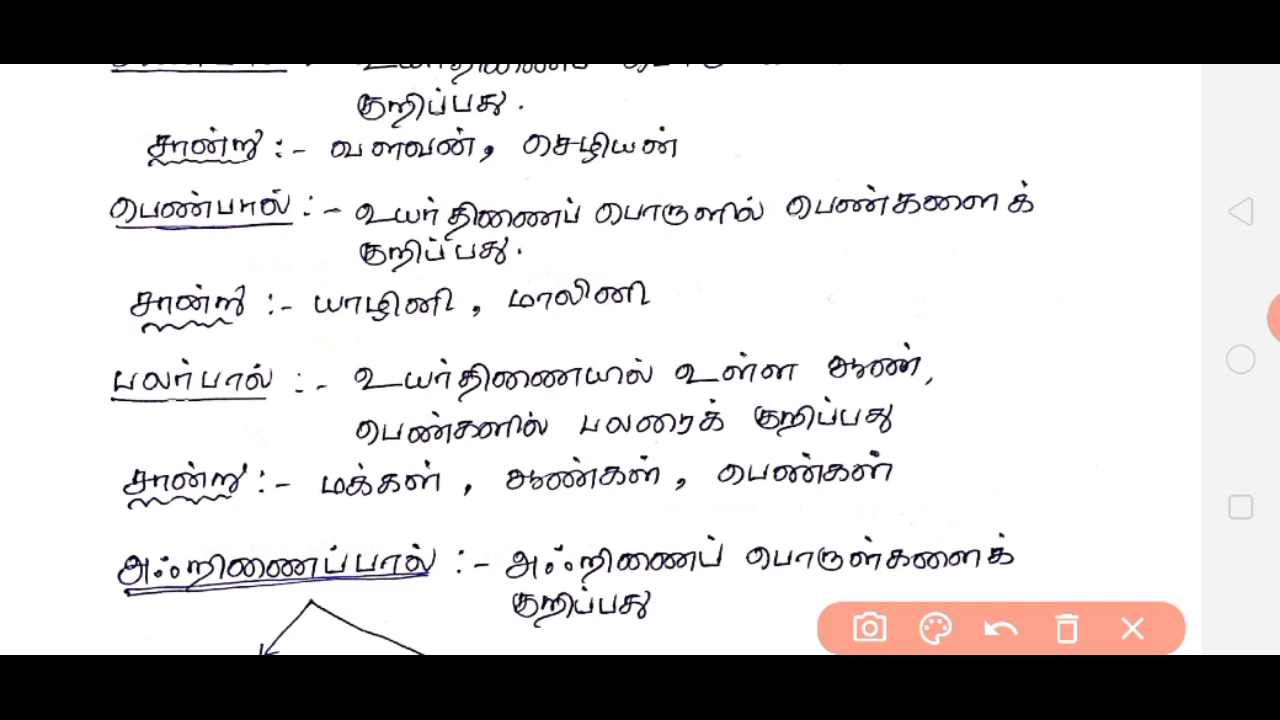 குறிப்பது.
சான்று :- வளவன், செழியன்
பெண்பால் :- உயர்திணைப் பொருளில் பெண்களைக்
குறிப்பது.
சான்று :- யாழினி, மாலினி
பலர்பால் :- உயர்திணையில் உள்ள ஆண்,
பெண்களில் பலரைக் குறிப்பது
சான்று :- மக்கள், ஆண்கள், பெண்கள்
அஃறிணைப்பால் :- அஃறிணைப் பொருள்களைக்
குறிப்பது